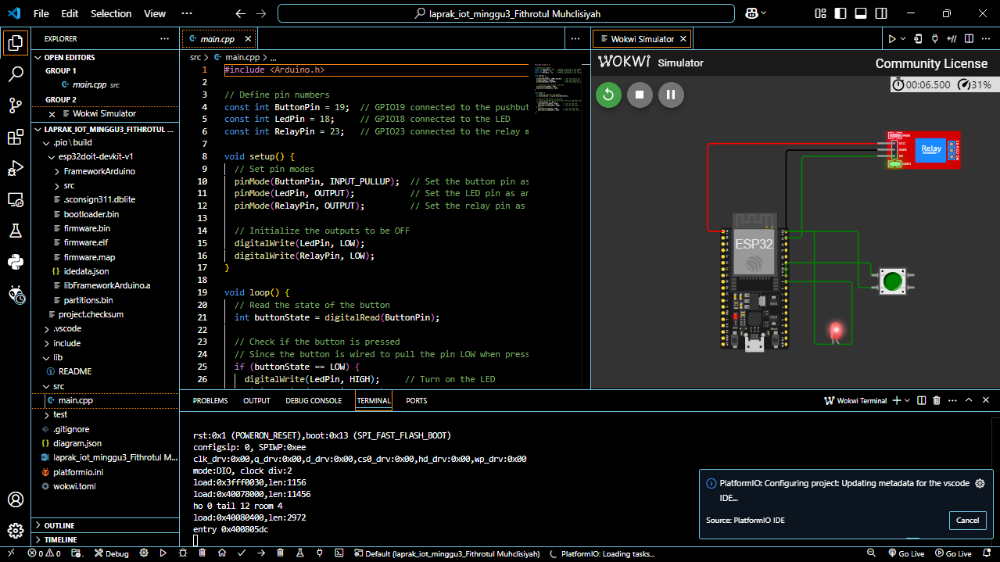 File Edit Selection View ··· laprak_iot_minggu3_Fithrotul Muhclisiyah
EXPLORER ···
OPEN EDITORS
GROUP 1
main.cpp src
GROUP 2
Wokwi Simulator
LAPRAK_IOT_MINGGU3_FITHROTUL ...
.pio\build
esp32doit-devkit-v1
FrameworkArduino
src
.sconsign311.dblite
bootloader.bin
firmware.bin
firmware.elf
firmware.map
idedata.json
libFrameworkArduino.a
partitions.bin
project.checksum
.vscode
include
lib
README
src
main.cpp
test
.gitignore
diagram.json
laprak_iot_minggu3_Fithrotul M...
platformio.ini
wokwi.toml
OUTLINE
TIMELINE
main.cpp
src > main.cpp > ...
1 #include <Arduino.h>
2
3 // Define pin numbers
4 const int ButtonPin = 19; // GPIO19 connected to the pushbut
5 const int LedPin = 18; // GPIO18 connected to the LED
6 const int RelayPin = 23; // GPIO23 connected to the relay m
7
8 void setup() {
9 // Set pin modes
10 pinMode(ButtonPin, INPUT_PULLUP); // Set the button pin as
11 pinMode(LedPin, OUTPUT); // Set the LED pin as an
12 pinMode(RelayPin, OUTPUT); // Set the relay pin as
13
14 // Initialize the outputs to be OFF
15 digitalWrite(LedPin, LOW);
16 digitalWrite(RelayPin, LOW);
17 }
18
19 void loop() {
20 // Read the state of the button
21 int buttonState = digitalRead(ButtonPin);
22
23 // Check if the button is pressed
24 // Since the button is wired to pull the pin LOW when press
25 if (buttonState == LOW) {
26 digitalWrite(LedPin, HIGH); // Turn on the LED
Wokwi Simulator
WOKWI Simulator
Community License
00:06.500 31%
PWR
VCC
GND
IN
LED1
Relay
Module
ESP32
PROBLEMS OUTPUT DEBUG CONSOLE TERMINAL PORTS
Wokwi Terminal
rst:0x1 (POWERON_RESET),boot:0x13 (SPI_FAST_FLASH_BOOT)
configsip: 0, SPIWP:0xee
clk_drv:0x00,q_drv:0x00,d_drv:0x00,cs0_drv:0x00,hd_drv:0x00,wp_drv:0x00
mode:DIO, clock div:2
load:0x3fff0030,len:1156
load:0x40078000,len:11456
ho 0 tail 12 room 4
load:0x40080400,len:2972
entry 0x400805dc
PlatformIO: Configuring project: Updating metadata for the vscode
IDE...
Source: PlatformIO IDE
Cancel
0 0 Debug Default (laprak_iot_minggu3_Fithrotul Muhclisiyah) PlatformIO: Loading tasks... Go Live Go Live